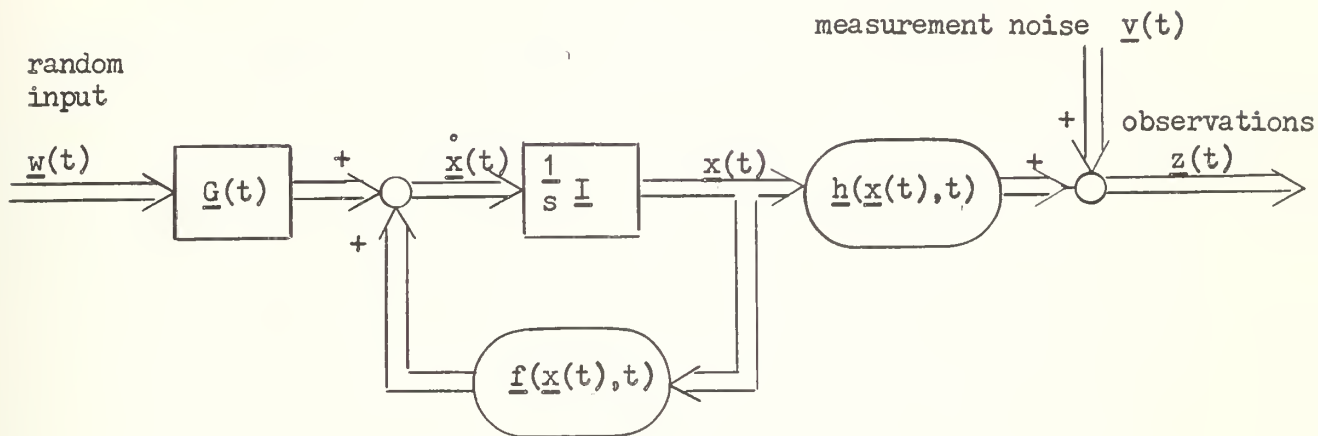 measurement noise v(t)
random
input
observations
w(t)
G(t)
+
+
ẋ(t)
1/s I
x(t)
h(x(t),t)
+
+
z(t)
f(x(t),t)